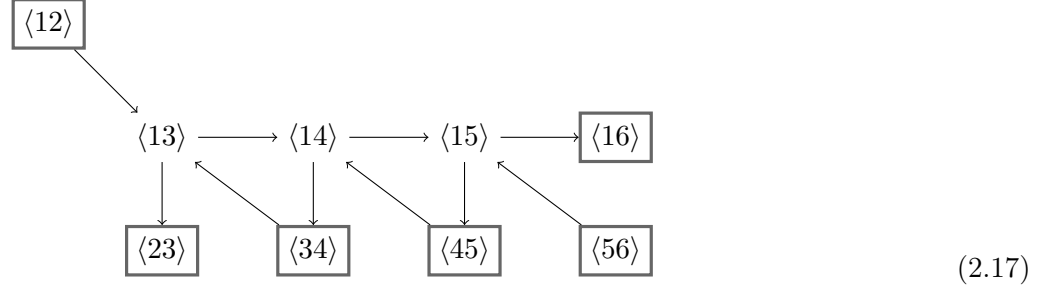 ⟨12⟩
⟨13⟩ ⟨14⟩ ⟨15⟩ ⟨16⟩
⟨23⟩ ⟨34⟩ ⟨45⟩ ⟨56⟩
(2.17)